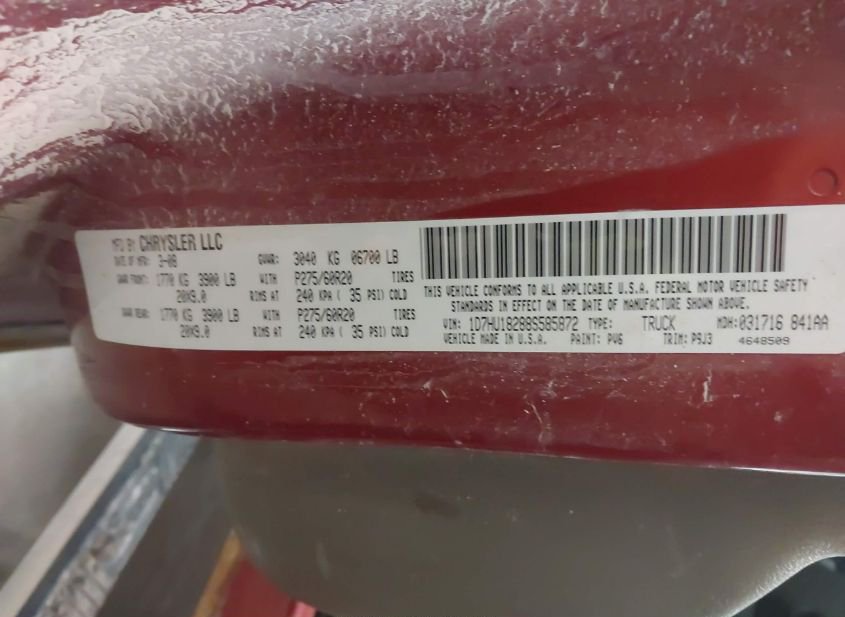 MFD BY CHRYSLER LLC
DATE OF MFR: 3-08 GVWR: 3040 KG 06700 LB
GAWR FRONT: 1770 KG 3900 LB WITH P275/60R20 TIRES
20X9.0 RIMS AT 240 KPA ( 35 PSI) COLD
GAWR REAR: 1770 KG 3900 LB WITH P275/60R20 TIRES
20X9.0 RIMS AT 240 KPA ( 35 PSI) COLD
THIS VEHICLE CONFORMS TO ALL APPLICABLE U.S.A. FEDERAL MOTOR VEHICLE SAFETY
STANDARDS IN EFFECT ON THE DATE OF MANUFACTURE SHOWN ABOVE.
VIN: 1D7HU18288S585872 TYPE: TRUCK MDH:031716 841AA
VEHICLE MADE IN U.S.A. PAINT: PV6 TRIM: P9J3 4648509